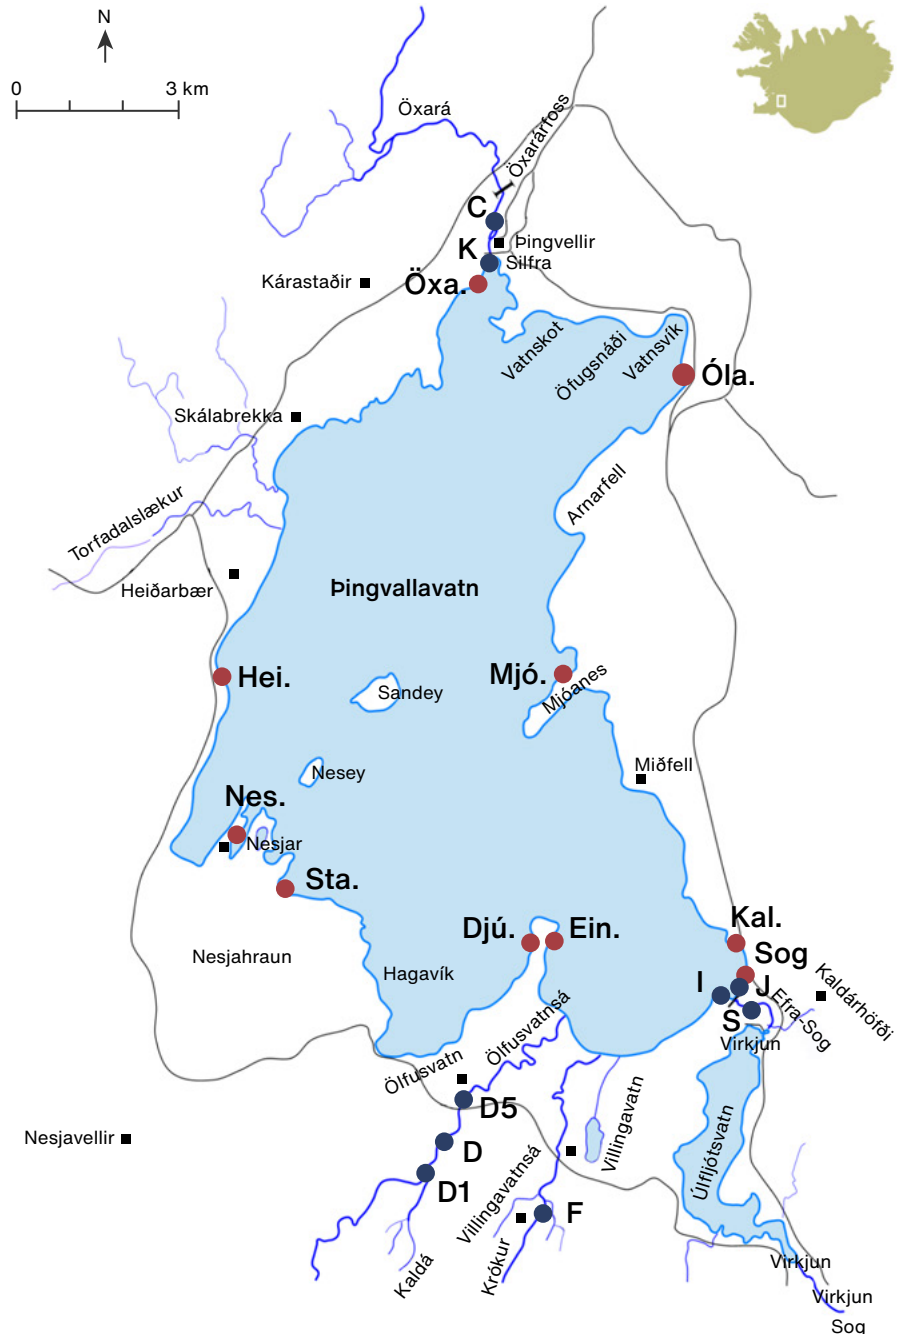 N
0
3 km
Öxará
Öxarárfoss
C
Þingvellir
K
Silfra
Kárastaðir
Öxa.
Vatnskot
Öfugsnáði
Vatnsvík
Óla.
Skálabrekka
Arnarfell
Torfadalslækur
Heiðarbær
Þingvallavatn
Hei.
Mjó.
Mjóanes
Sandey
Nesey
Miðfell
Nes.
Nesjar
Sta.
Kal.
Djú.
Ein.
Sog
Nesjahraun
Hagavík
I
J
Efra-Sog
Kaldárhöfði
S
Virkjun
Ölfusvatn
Ölfusvatnsá
D5
Nesjavellir
D
D1
Villingavatn
Villingavatnsá
Úlfljótsvatn
F
Krókur
Kaldá
Virkjun
Virkjun
Sog